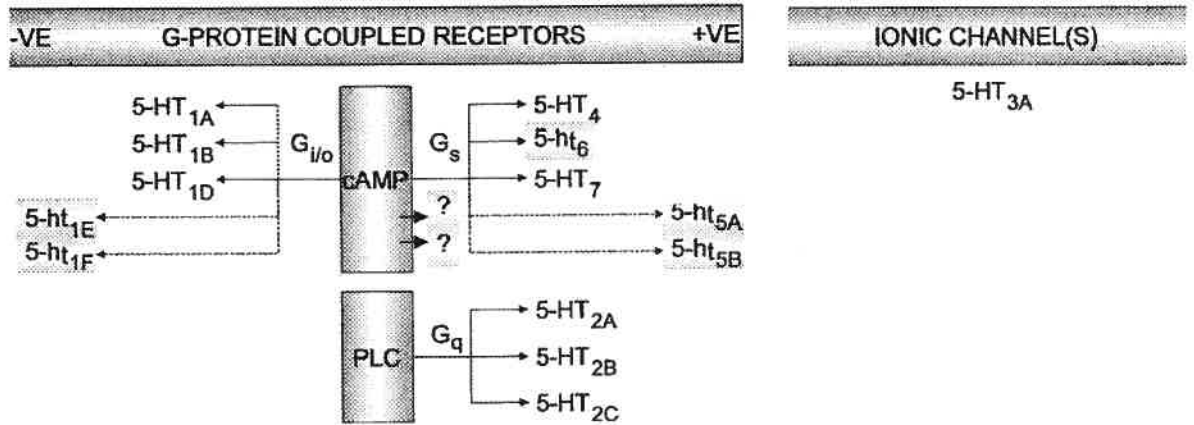 -VE G-PROTEIN COUPLED RECEPTORS +VE IONIC CHANNEL(S)
5-HT1A 5-HT4 5-HT3A
5-HT1B Gi/o Gs 5-ht6
5-HT1D cAMP 5-HT7
5-ht1E ? 5-ht5A
5-ht1F ? 5-ht5B
5-HT2A
PLC Gq 5-HT2B
5-HT2C